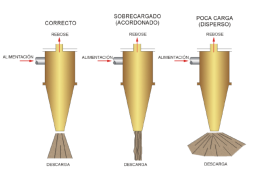 CORRECTO
REBOSE
ALIMENTACIÓN
DESCARGA
SOBRECARGADO
(ACORDONADO)
REBOSE
ALIMENTACIÓN
DESCARGA
POCA CARGA
(DISPERSO)
REBOSE
ALIMENTACIÓN
DESCARGA